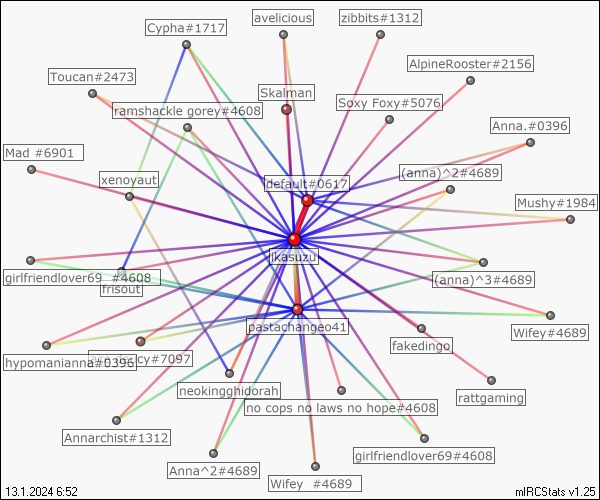 avelicious
zibbits#1312
Cypha#1717
AlpineRooster#2156
Toucan#2473
Skalman
Soxy Foxy#5076
ramshackle gorey#4608
Anna.#0396
Mad #6901
xenoyaut
default#0617
(anna)^2#4689
Mushy#1984
ikasuzu
girlfriendlover69 #4608
(anna)^3#4689
frisout
pastachangeo41
Wifey#4689
fakedingo
hypomanianna#0396
cy#7097
neokingghidorah
rattgaming
no cops no laws no hope#4608
Annarchist#1312
girlfriendlover69#4608
Anna^2#4689
Wifey #4689
13.1.2024 6:52
mIRCStats v1.25